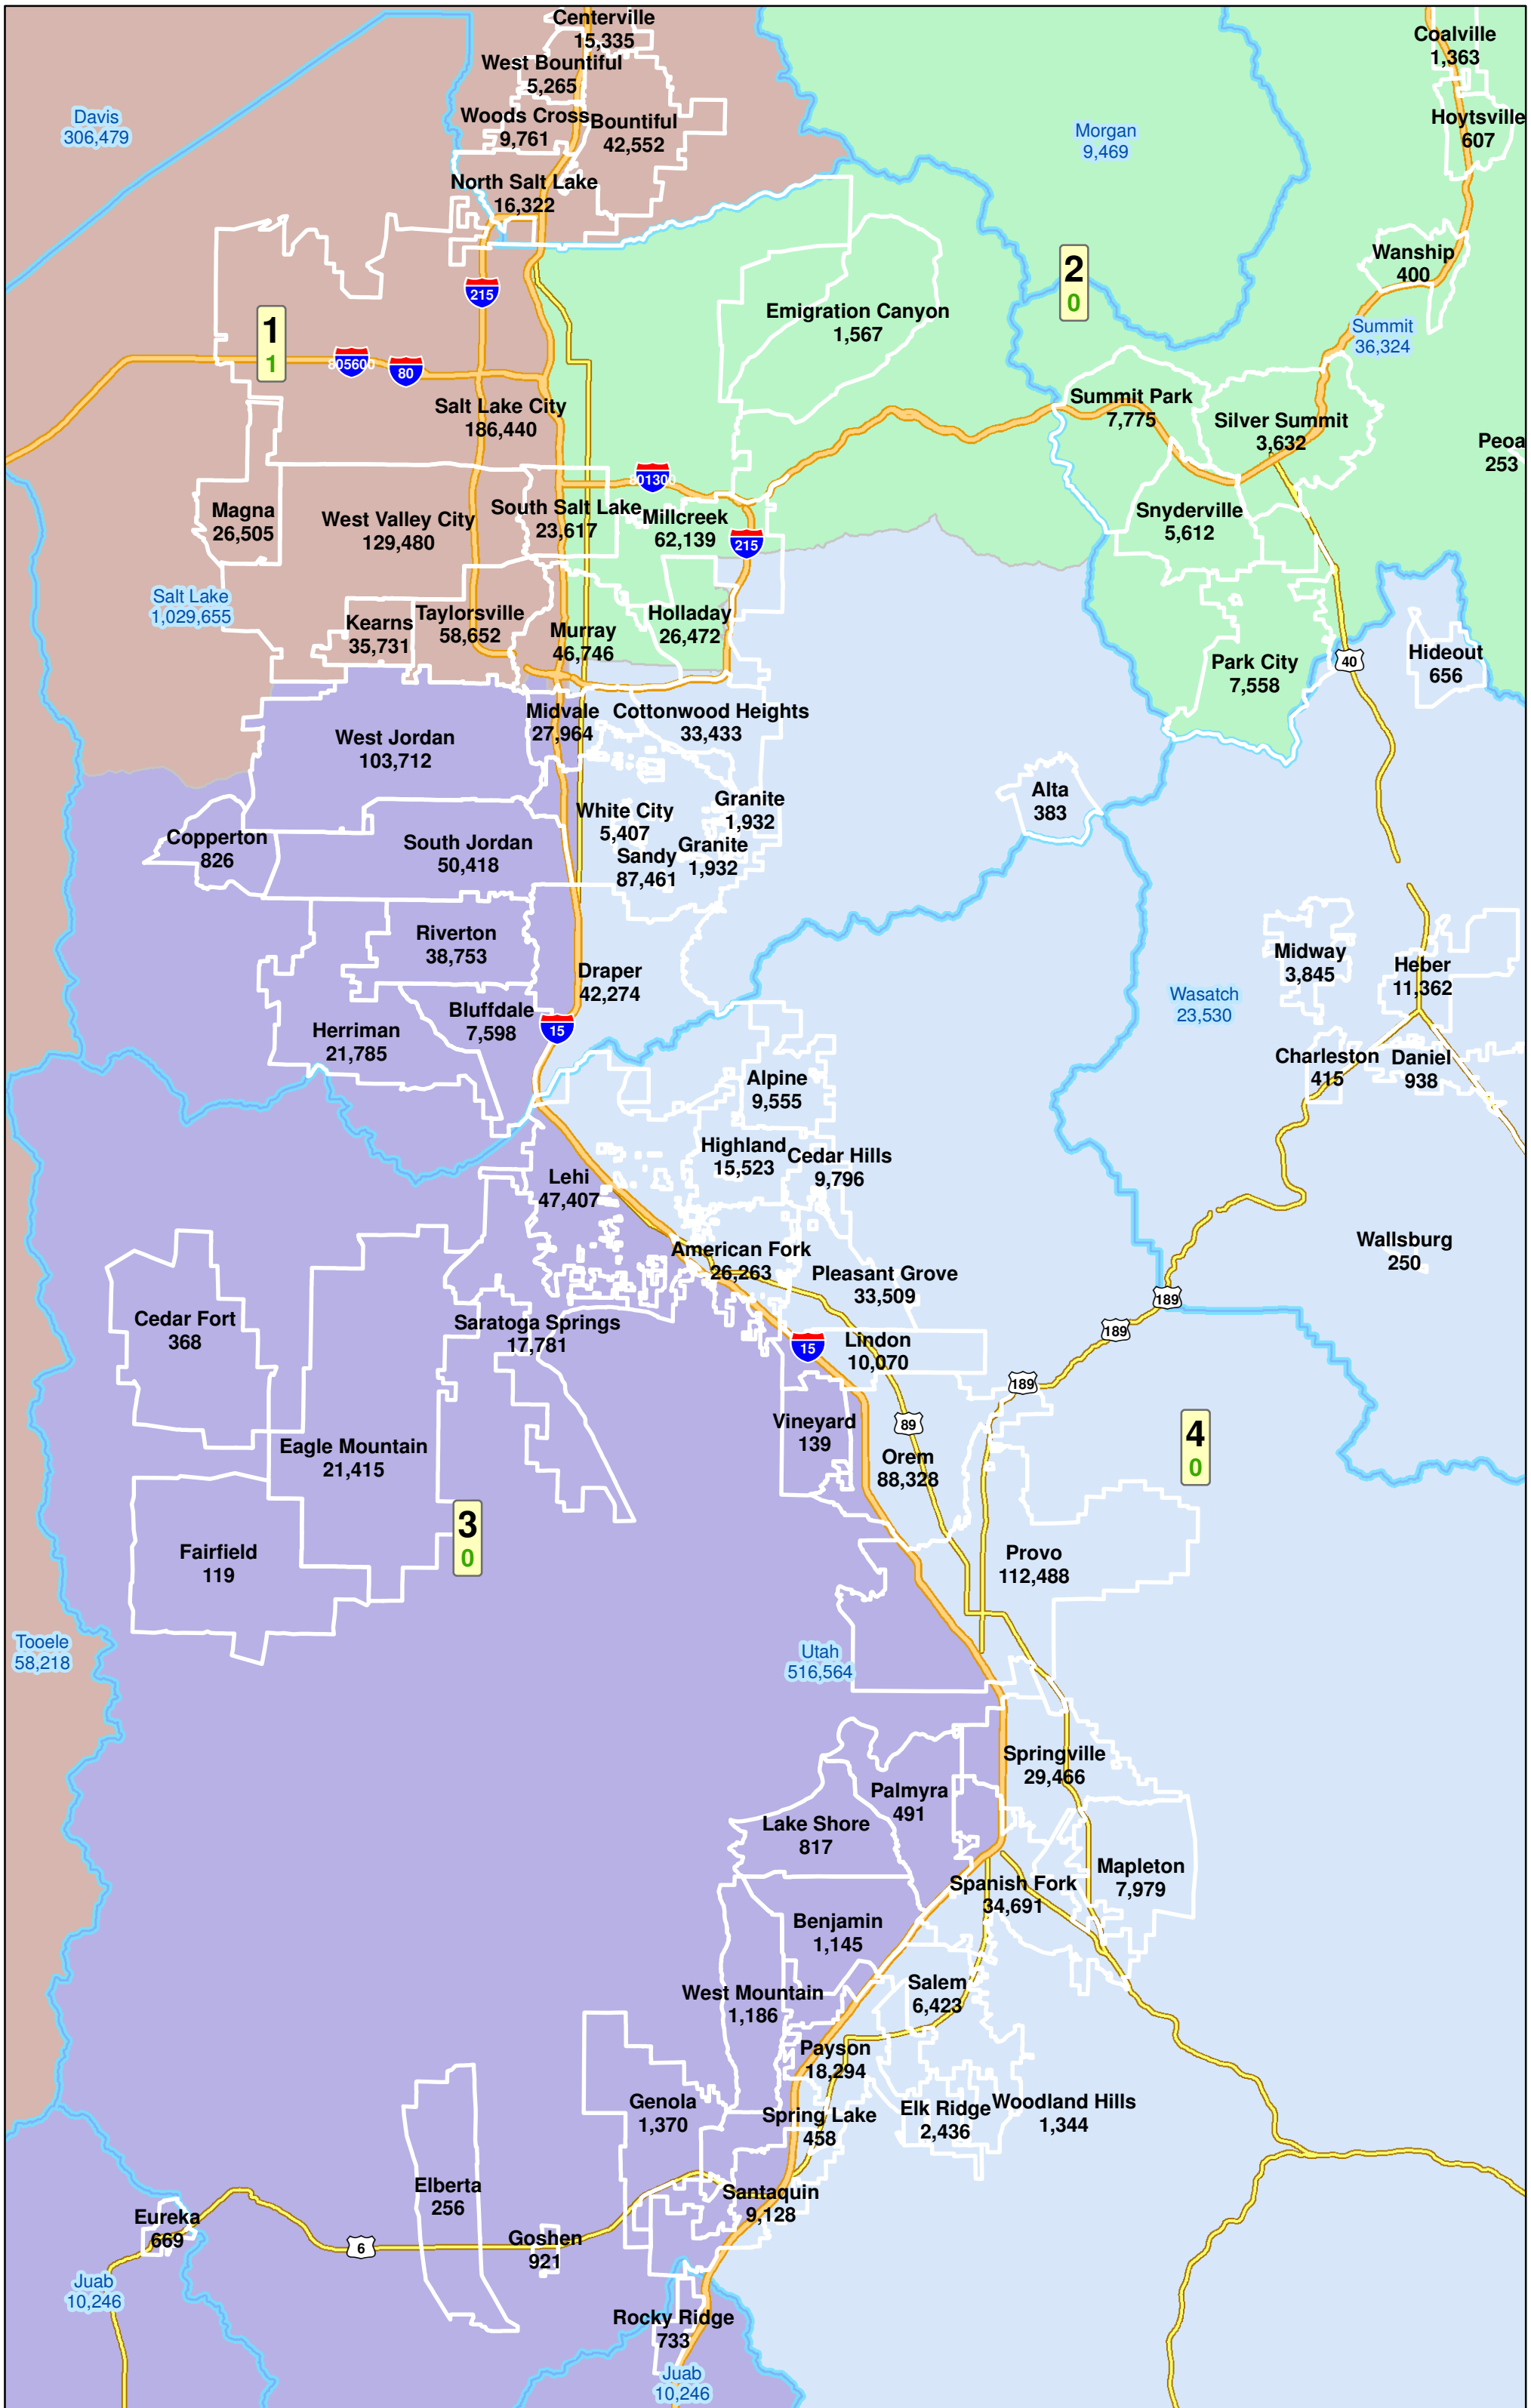 Centerville
15,335
West Bountiful
5,265
Woods Cross
9,761
Bountiful
42,552
North Salt Lake
16,322
Davis
306,479
Morgan
9,469
Coalville
1,363
Hoytsville
607
Wanship
400
Summit
36,324
2
0
1
1
215
805600
80
Emigration Canyon
1,567
Salt Lake City
186,440
Summit Park
7,775
Silver Summit
3,632
Peoa
253
801300
Magna
26,505
West Valley City
129,480
South Salt Lake
23,617
Millcreek
62,139
215
Snyderville
5,612
Salt Lake
1,029,655
Kearns
35,731
Taylorsville
58,652
Murray
46,746
Holladay
26,472
Park City
7,558
40
Hideout
656
West Jordan
103,712
Midvale
27,964
Cottonwood Heights
33,433
Alta
383
Copperton
826
South Jordan
50,418
White City
5,407
Granite
1,932
Sandy
87,461
Granite
1,932
Riverton
38,753
Draper
42,274
Bluffdale
7,598
15
Herriman
21,785
Midway
3,845
Heber
11,362
Wasatch
23,530
Charleston
415
Daniel
938
Alpine
9,555
Highland
15,523
Cedar Hills
9,796
Lehi
47,407
American Fork
26,263
Pleasant Grove
33,509
Wallsburg
250
189
189
189
Cedar Fort
368
Saratoga Springs
17,781
15
Lindon
10,070
Vineyard
139
89
Orem
88,328
4
0
Eagle Mountain
21,415
3
0
Fairfield
119
Provo
112,488
Tooele
58,218
Utah
516,564
Springville
29,466
Palmyra
491
Lake Shore
817
Mapleton
7,979
Spanish Fork
34,691
Benjamin
1,145
West Mountain
1,186
Salem
6,423
Payson
18,294
Genola
1,370
Spring Lake
458
Elk Ridge
2,436
Woodland Hills
1,344
Elberta
256
Santaquin
9,128
Eureka
669
6
Goshen
921
Juab
10,246
Rocky Ridge
733
Juab
10,246